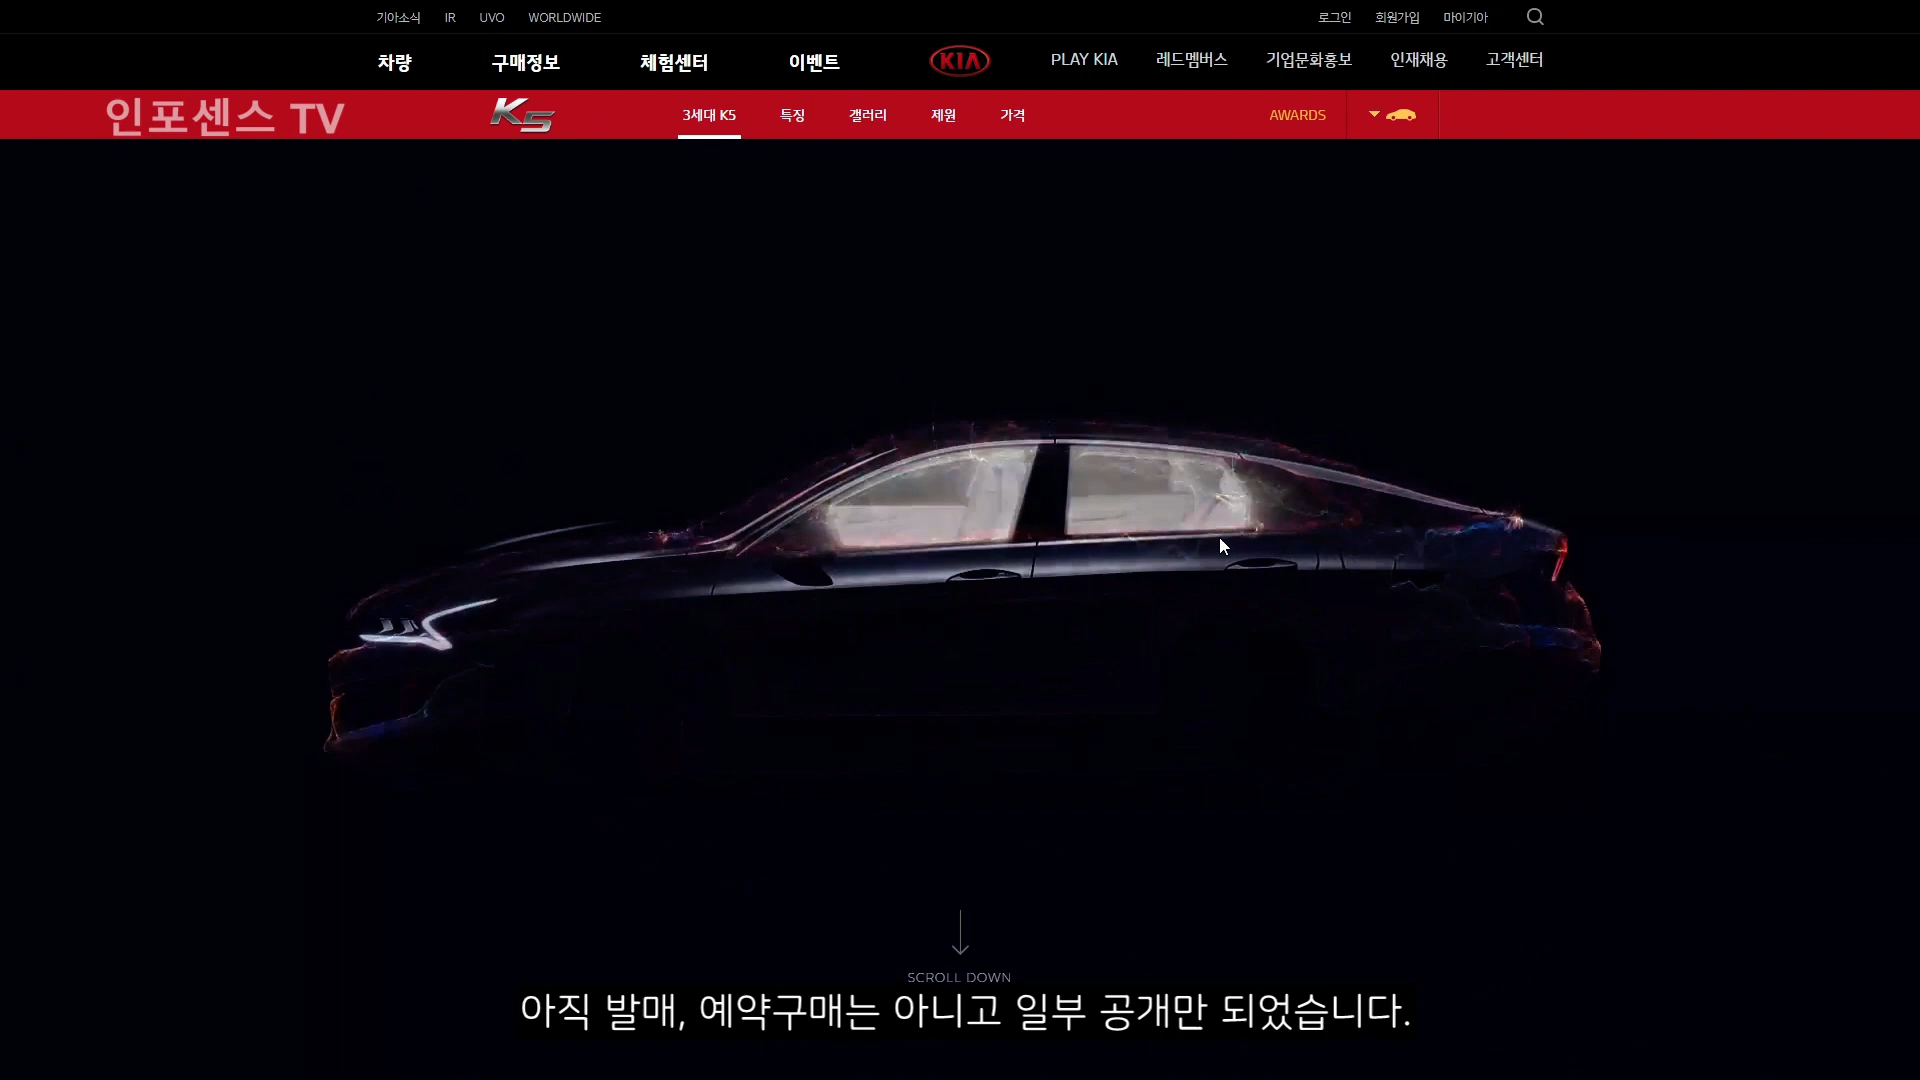 기아소식 IR UVO WORLDWIDE 로그인 회원가입 마이기아
차량 구매정보 체험센터 이벤트 KIA PLAY KIA 레드멤버스 기업문화홍보 인재채용 고객센터
인포센스 TV K5 3세대 K5 특징 갤러리 제원 가격 AWARDS
SCROLL DOWN
아직 발매, 예약구매는 아니고 일부 공개만 되었습니다.